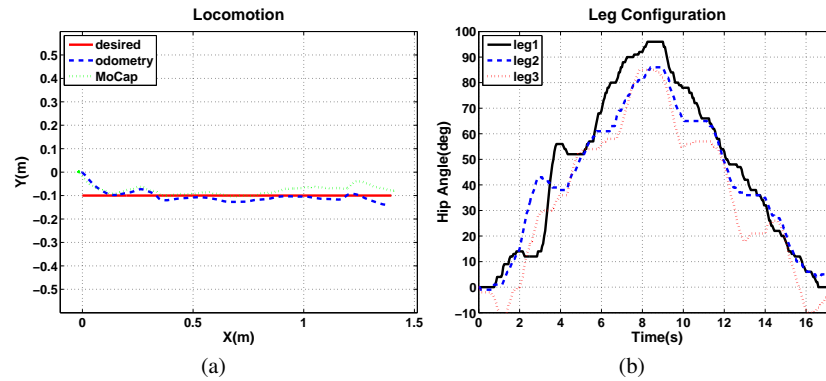 Locomotion
desired
odometry
MoCap
0.5
0.4
0.3
0.2
0.1
0
−0.1
−0.2
−0.3
−0.4
−0.5
Y(m)
0
0.5
1
1.5
X(m)
(a)
Leg Configuration
leg1
leg2
leg3
100
90
80
70
60
50
40
30
20
10
0
−10
Hip Angle(deg)
0
2
4
6
8
10
12
14
16
Time(s)
(b)